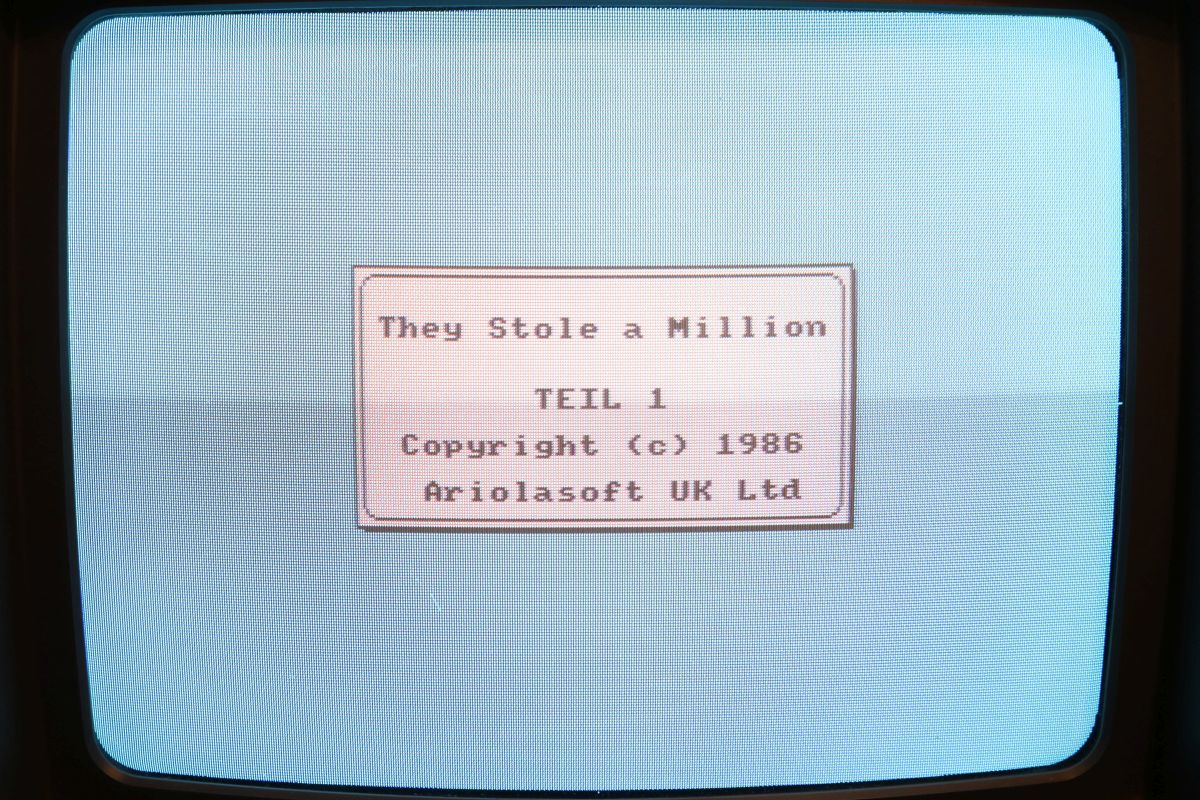 They Stole a Million
TEIL 1
Copyright (c) 1986
Ariolasoft UK Ltd